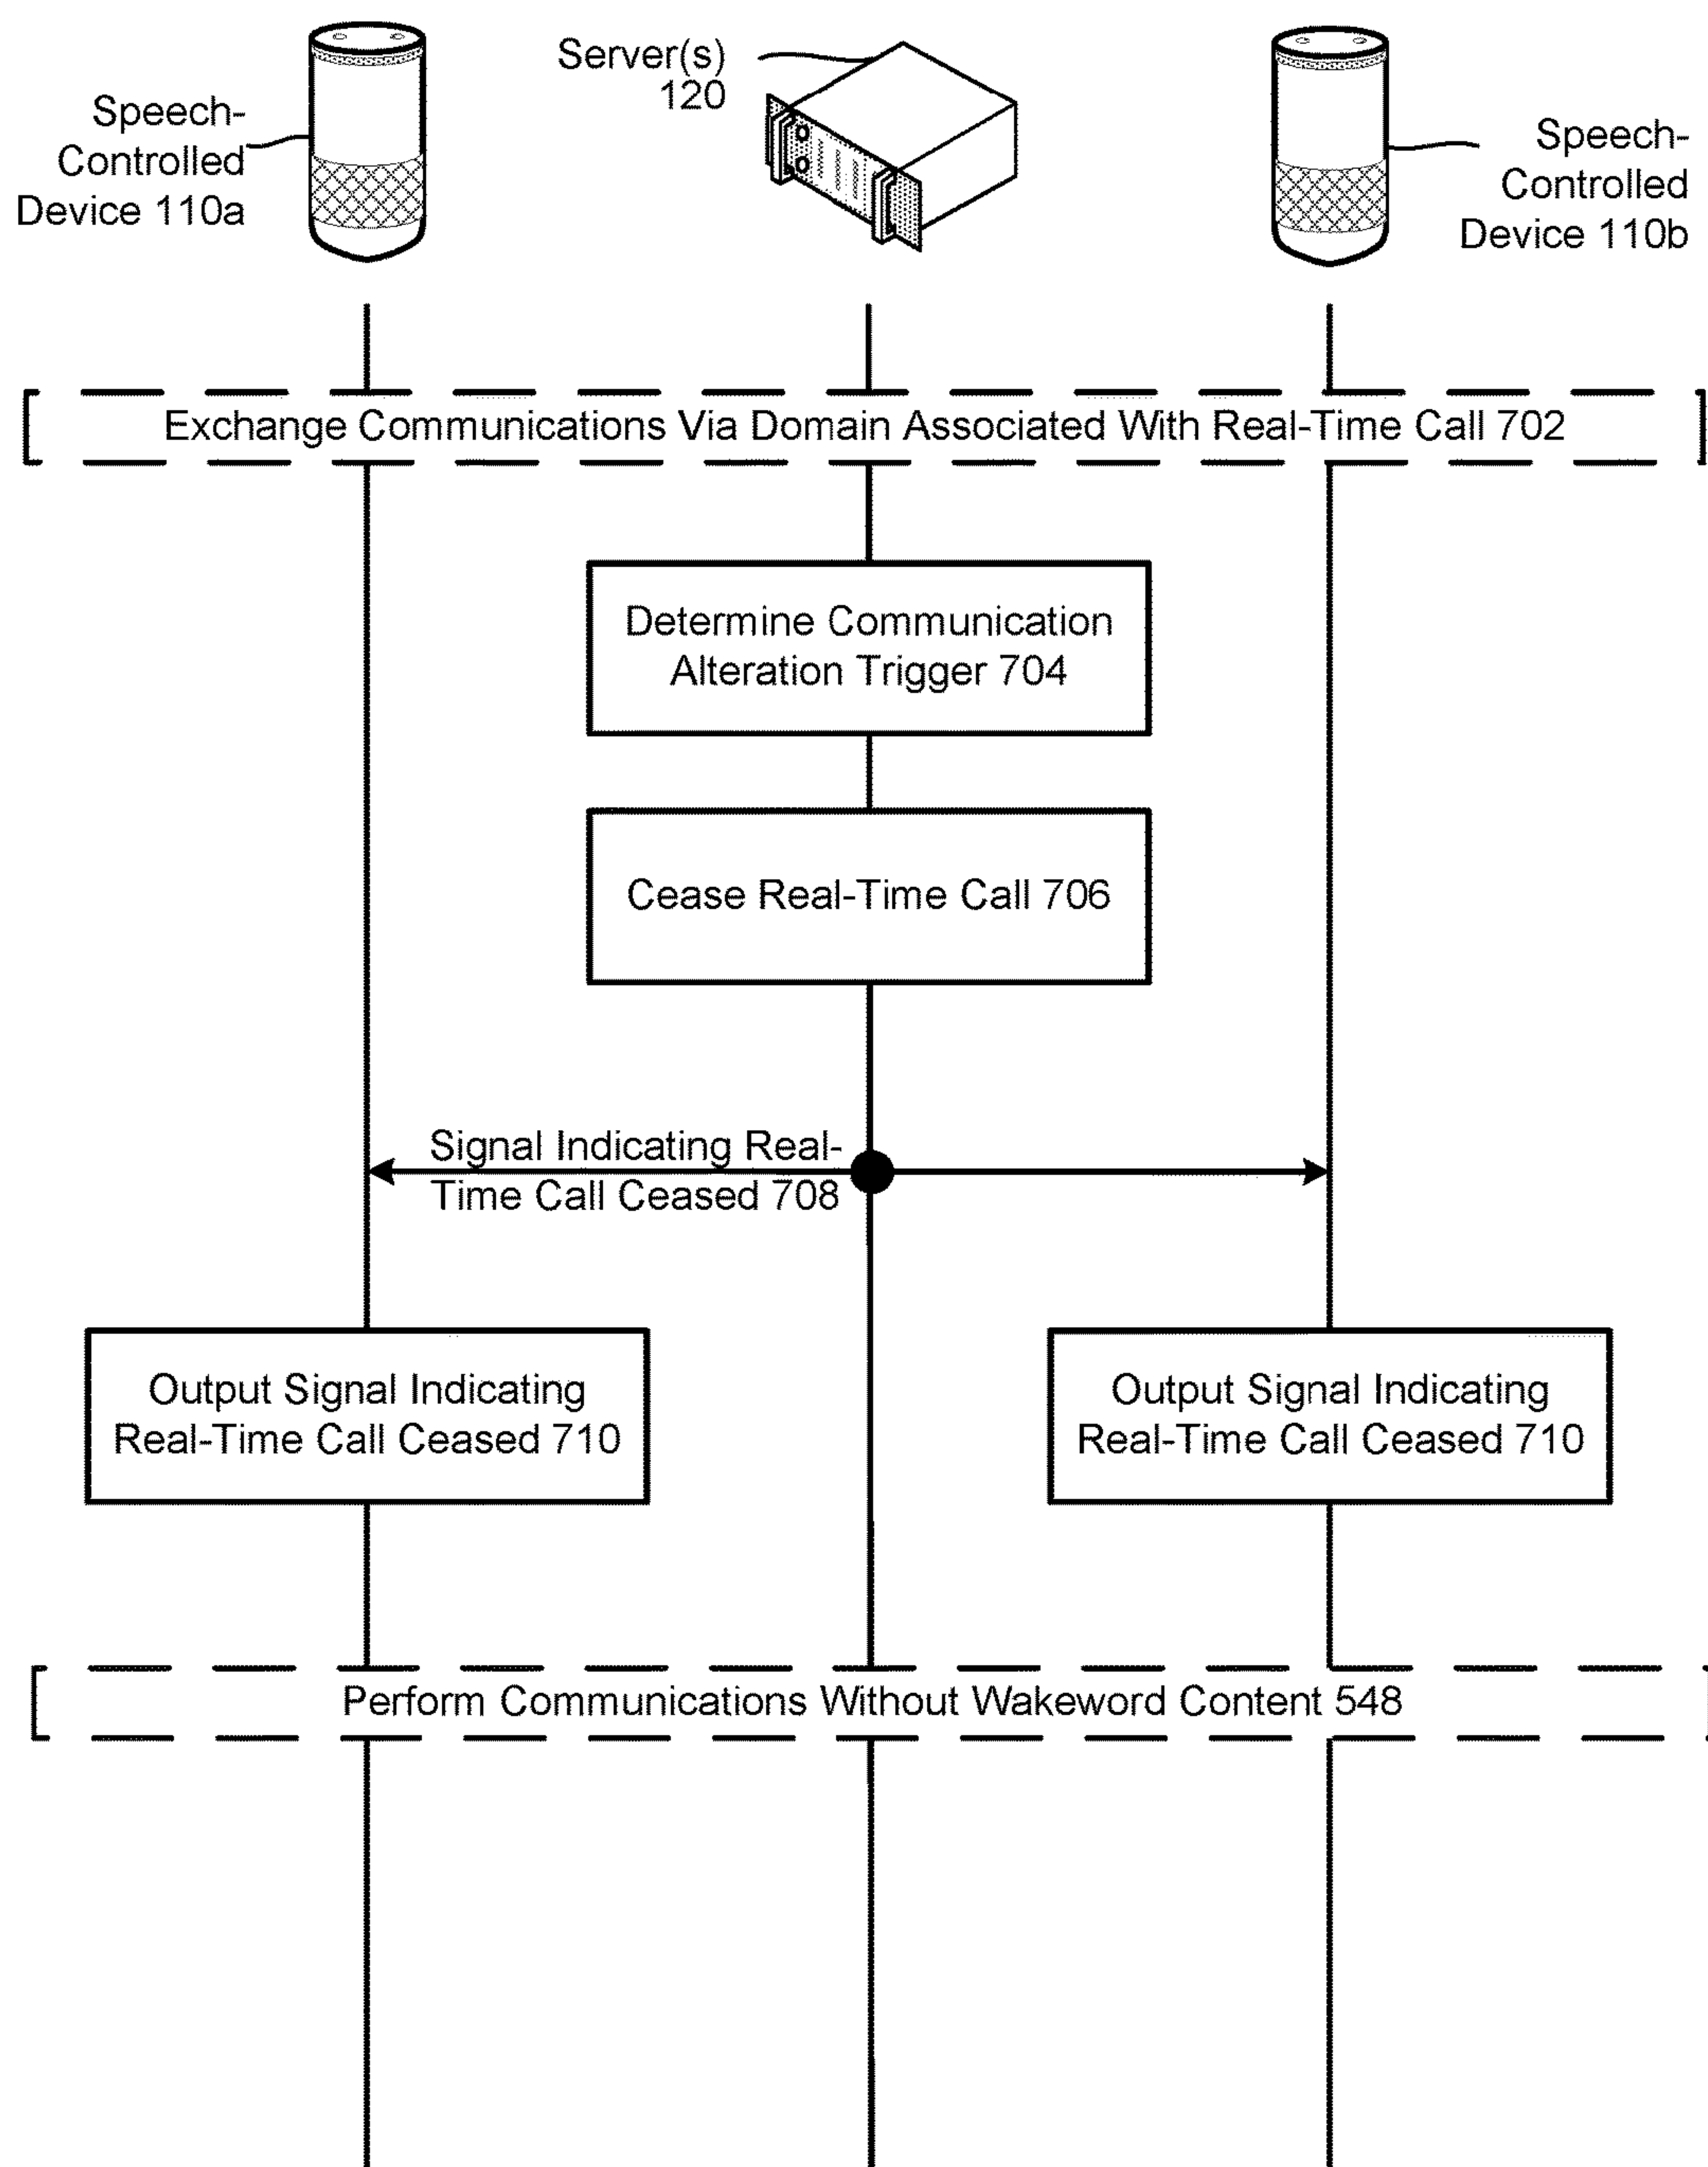 Speech-
Controlled
Device 110a
Server(s)
120
Speech-
Controlled
Device 110b
Exchange Communications Via Domain Associated With Real-Time Call 702
Determine Communication
Alteration Trigger 704
Cease Real-Time Call 706
Signal Indicating Real-
Time Call Ceased 708
Output Signal Indicating
Real-Time Call Ceased 710
Output Signal Indicating
Real-Time Call Ceased 710
Perform Communications Without Wakeword Content 548